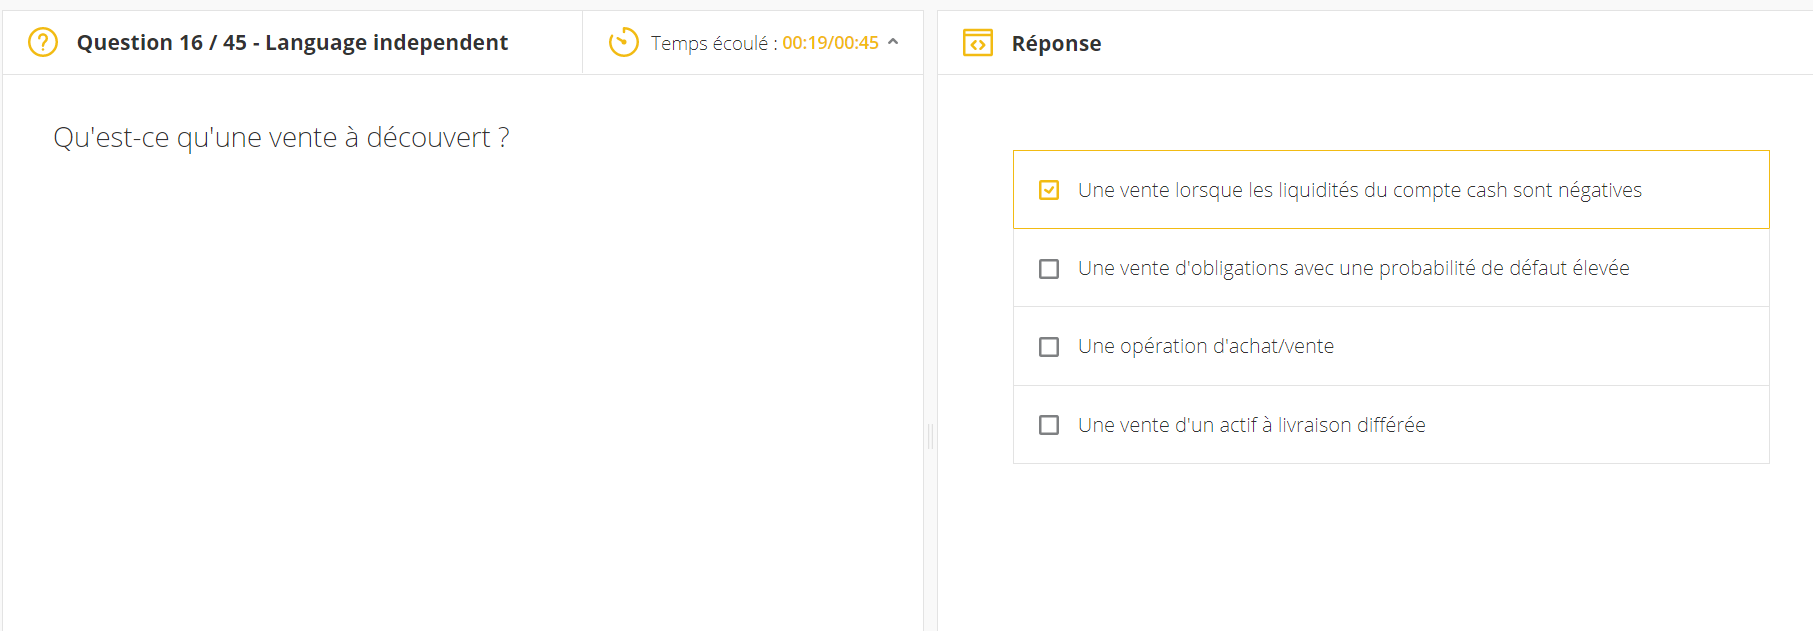 Question 16 / 45 - Language independent
Temps écoulé : 00:19/00:45
Qu'est-ce qu'une vente à découvert ?
Réponse
Une vente lorsque les liquidités du compte cash sont négatives
Une vente d'obligations avec une probabilité de défaut élevée
Une opération d'achat/vente
Une vente d'un actif à livraison différée